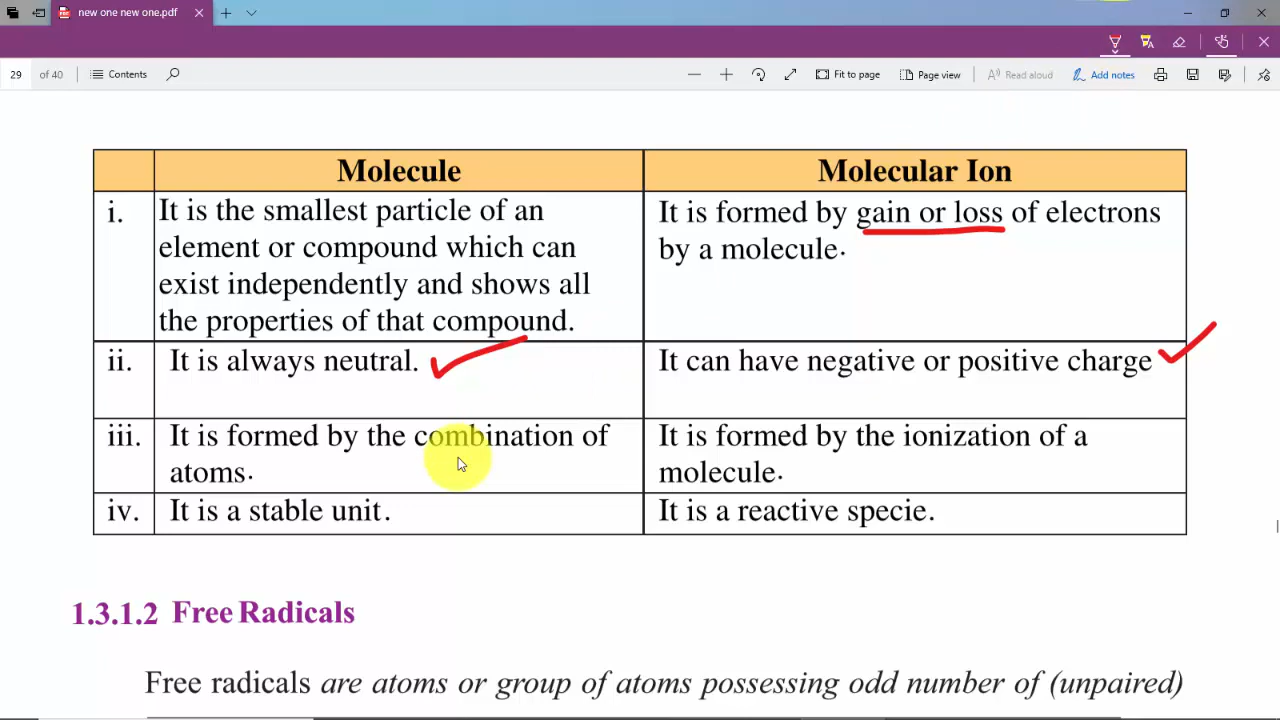 new one new one.pdf
29 of 40 Contents Fit to page Page view Read aloud Add notes
Molecule Molecular Ion
i. It is the smallest particle of an It is formed by gain or loss of electrons
element or compound which can by a molecule.
exist independently and shows all
the properties of that compound.
ii. It is always neutral. It can have negative or positive charge
iii. It is formed by the combination of It is formed by the ionization of a
atoms. molecule.
iv. It is a stable unit. It is a reactive specie.
1.3.1.2 Free Radicals
Free radicals are atoms or group of atoms possessing odd number of (unpaired)